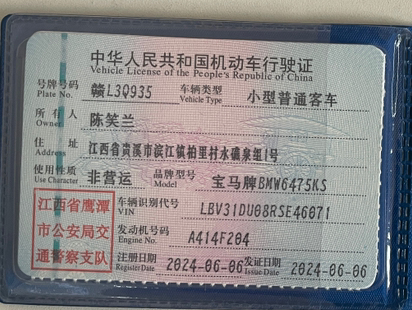 中华人民共和国机动车行驶证
Vehicle License of the People's Republic of China
号牌号码 赣L3Q935 车辆类型 小型普通客车
Plate No. Vehicle Type
所有人 陈笑兰
Owner
住址 江西省贵溪市滨江镇柏里村水礁泉组1号
Address
使用性质 非营运 品牌型号 宝马牌BMW6475KS
Use Character Model
江西省鹰潭
市公安局交
通警察支队
车辆识别代号 LBV31DU08RSE46071
VIN
发动机号码 A414F204
Engine No.
注册日期 2024-06-06 发证日期 2024-06-06
Register Date Issue Date